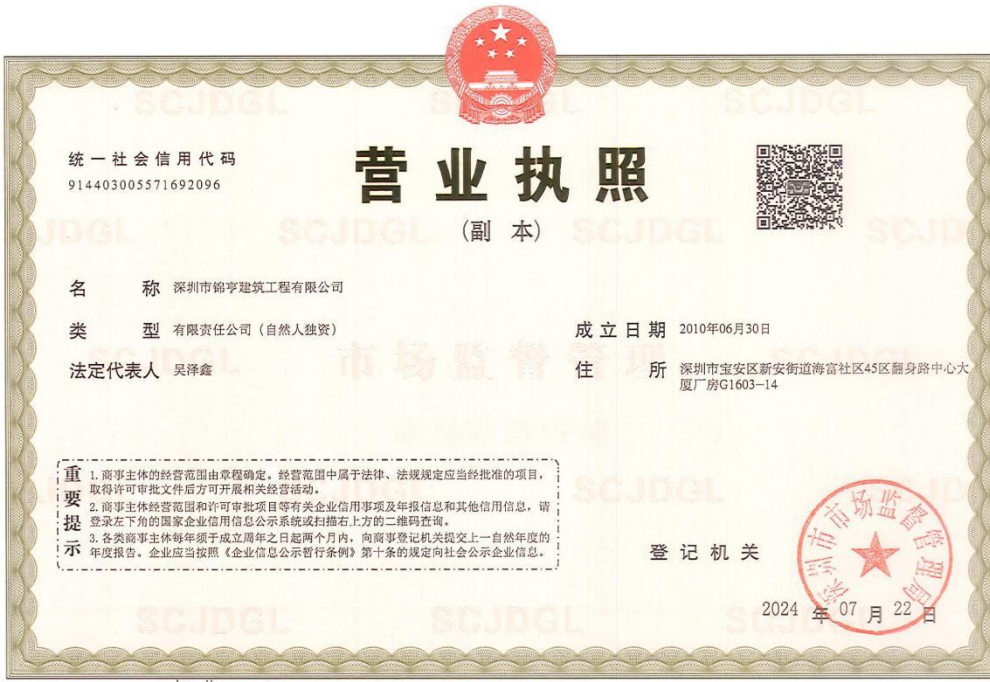 统一社会信用代码
914403005571692096
营业执照
(副 本)
名 称 深圳市锦亨建筑工程有限公司
类 型 有限责任公司（自然人独资）
法定代表人 吴泽鑫
成立日期 2010年06月30日
住 所 深圳市宝安区新安街道海富社区45区翻身路中心大
厦厂房G1603-14
重要提示
1. 商事主体的经营范围由章程确定。经营范围中属于法律、法规规定应当经批准的项目，
取得许可审批文件后方可开展相关经营活动。
2. 商事主体经营范围和许可审批项目等有关企业信用事项及年报信息和其他信用信息，请
登录左下角的国家企业信用信息公示系统或扫描右上方的二维码查询。
3. 各类商事主体每年须于成立周年之日起两个月内，向商事登记机关提交上一自然年度的
年度报告。企业应当按照《企业信息公示暂行条例》第十条的规定向社会公示企业信息。
登记机关
深圳市市场监督管理局
2024 年 07 月 22 日
SCJDGL
市场监督管理